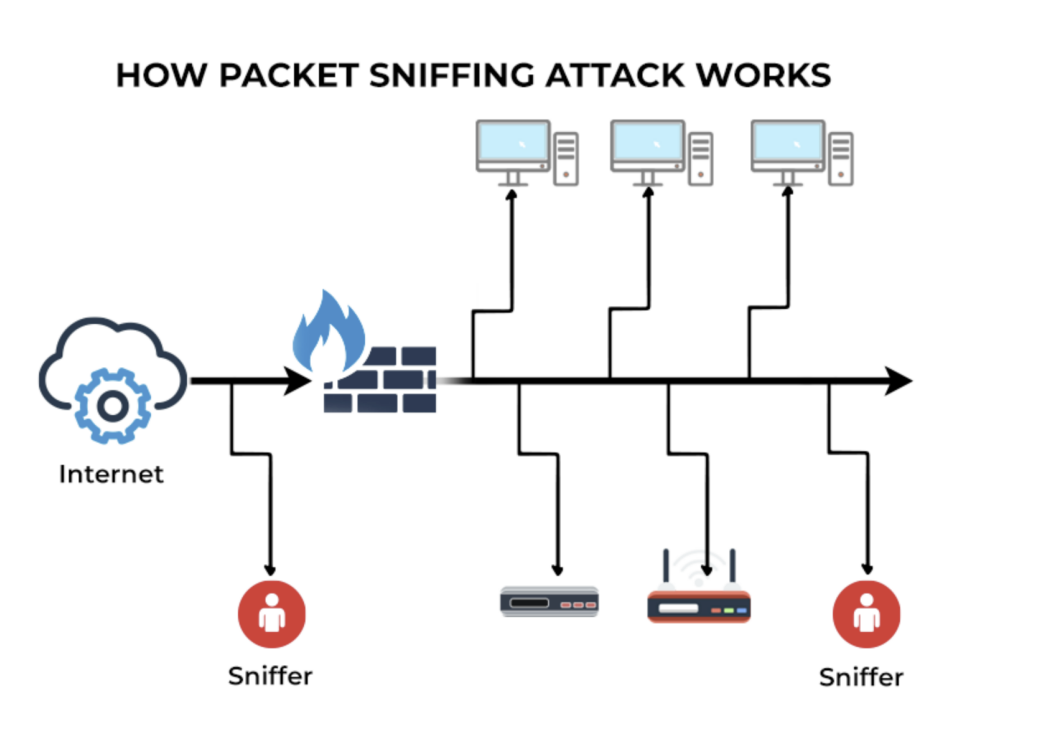 HOW PACKET SNIFFING ATTACK WORKS
Internet
Sniffer
Sniffer